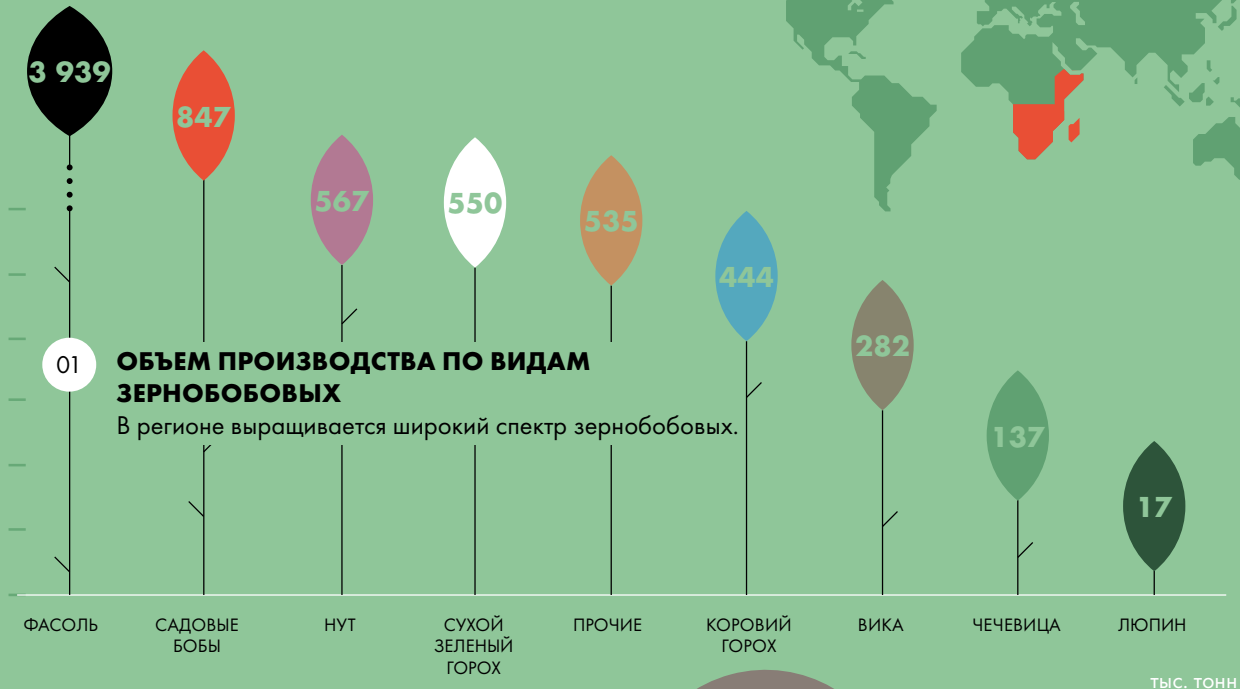 3 939
847
567
550
535
444
282
137
17
01
ОБЪЕМ ПРОИЗВОДСТВА ПО ВИДАМ
ЗЕРНОБОБОВЫХ
В регионе выращивается широкий спектр зернобобовых.
ФАСОЛЬ
САДОВЫЕ
БОБЫ
НУТ
СУХОЙ
ЗЕЛЕНЫЙ
ГОРОХ
ПРОЧИЕ
КОРОВИЙ
ГОРОХ
ВИКА
ЧЕЧЕВИЦА
ЛЮПИН
ТЫС. ТОНН